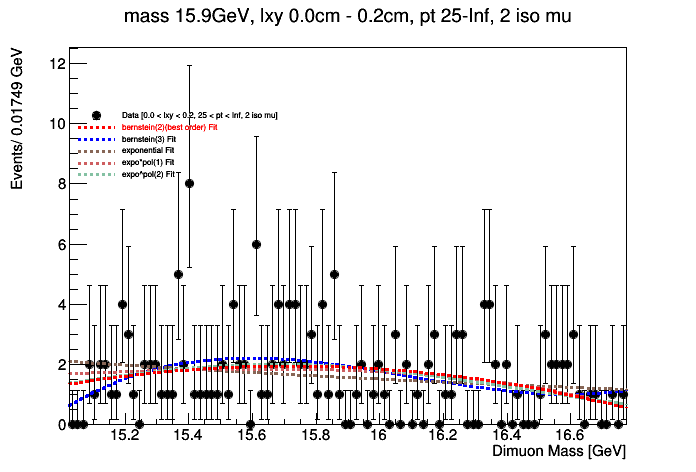 mass 15.9GeV, lxy 0.0cm - 0.2cm, pt 25-Inf, 2 iso mu
Events/ 0.01749 GeV
12
10
8
6
4
2
0
Data [0.0 < lxy < 0.2, 25 < pt < Inf, 2 iso mu]
bernstein(2)(best order) Fit
bernstein(3) Fit
exponential Fit
expo*pol(1) Fit
expo^pol(2) Fit
15.2 15.4 15.6 15.8 16 16.2 16.4 16.6
Dimuon Mass [GeV]